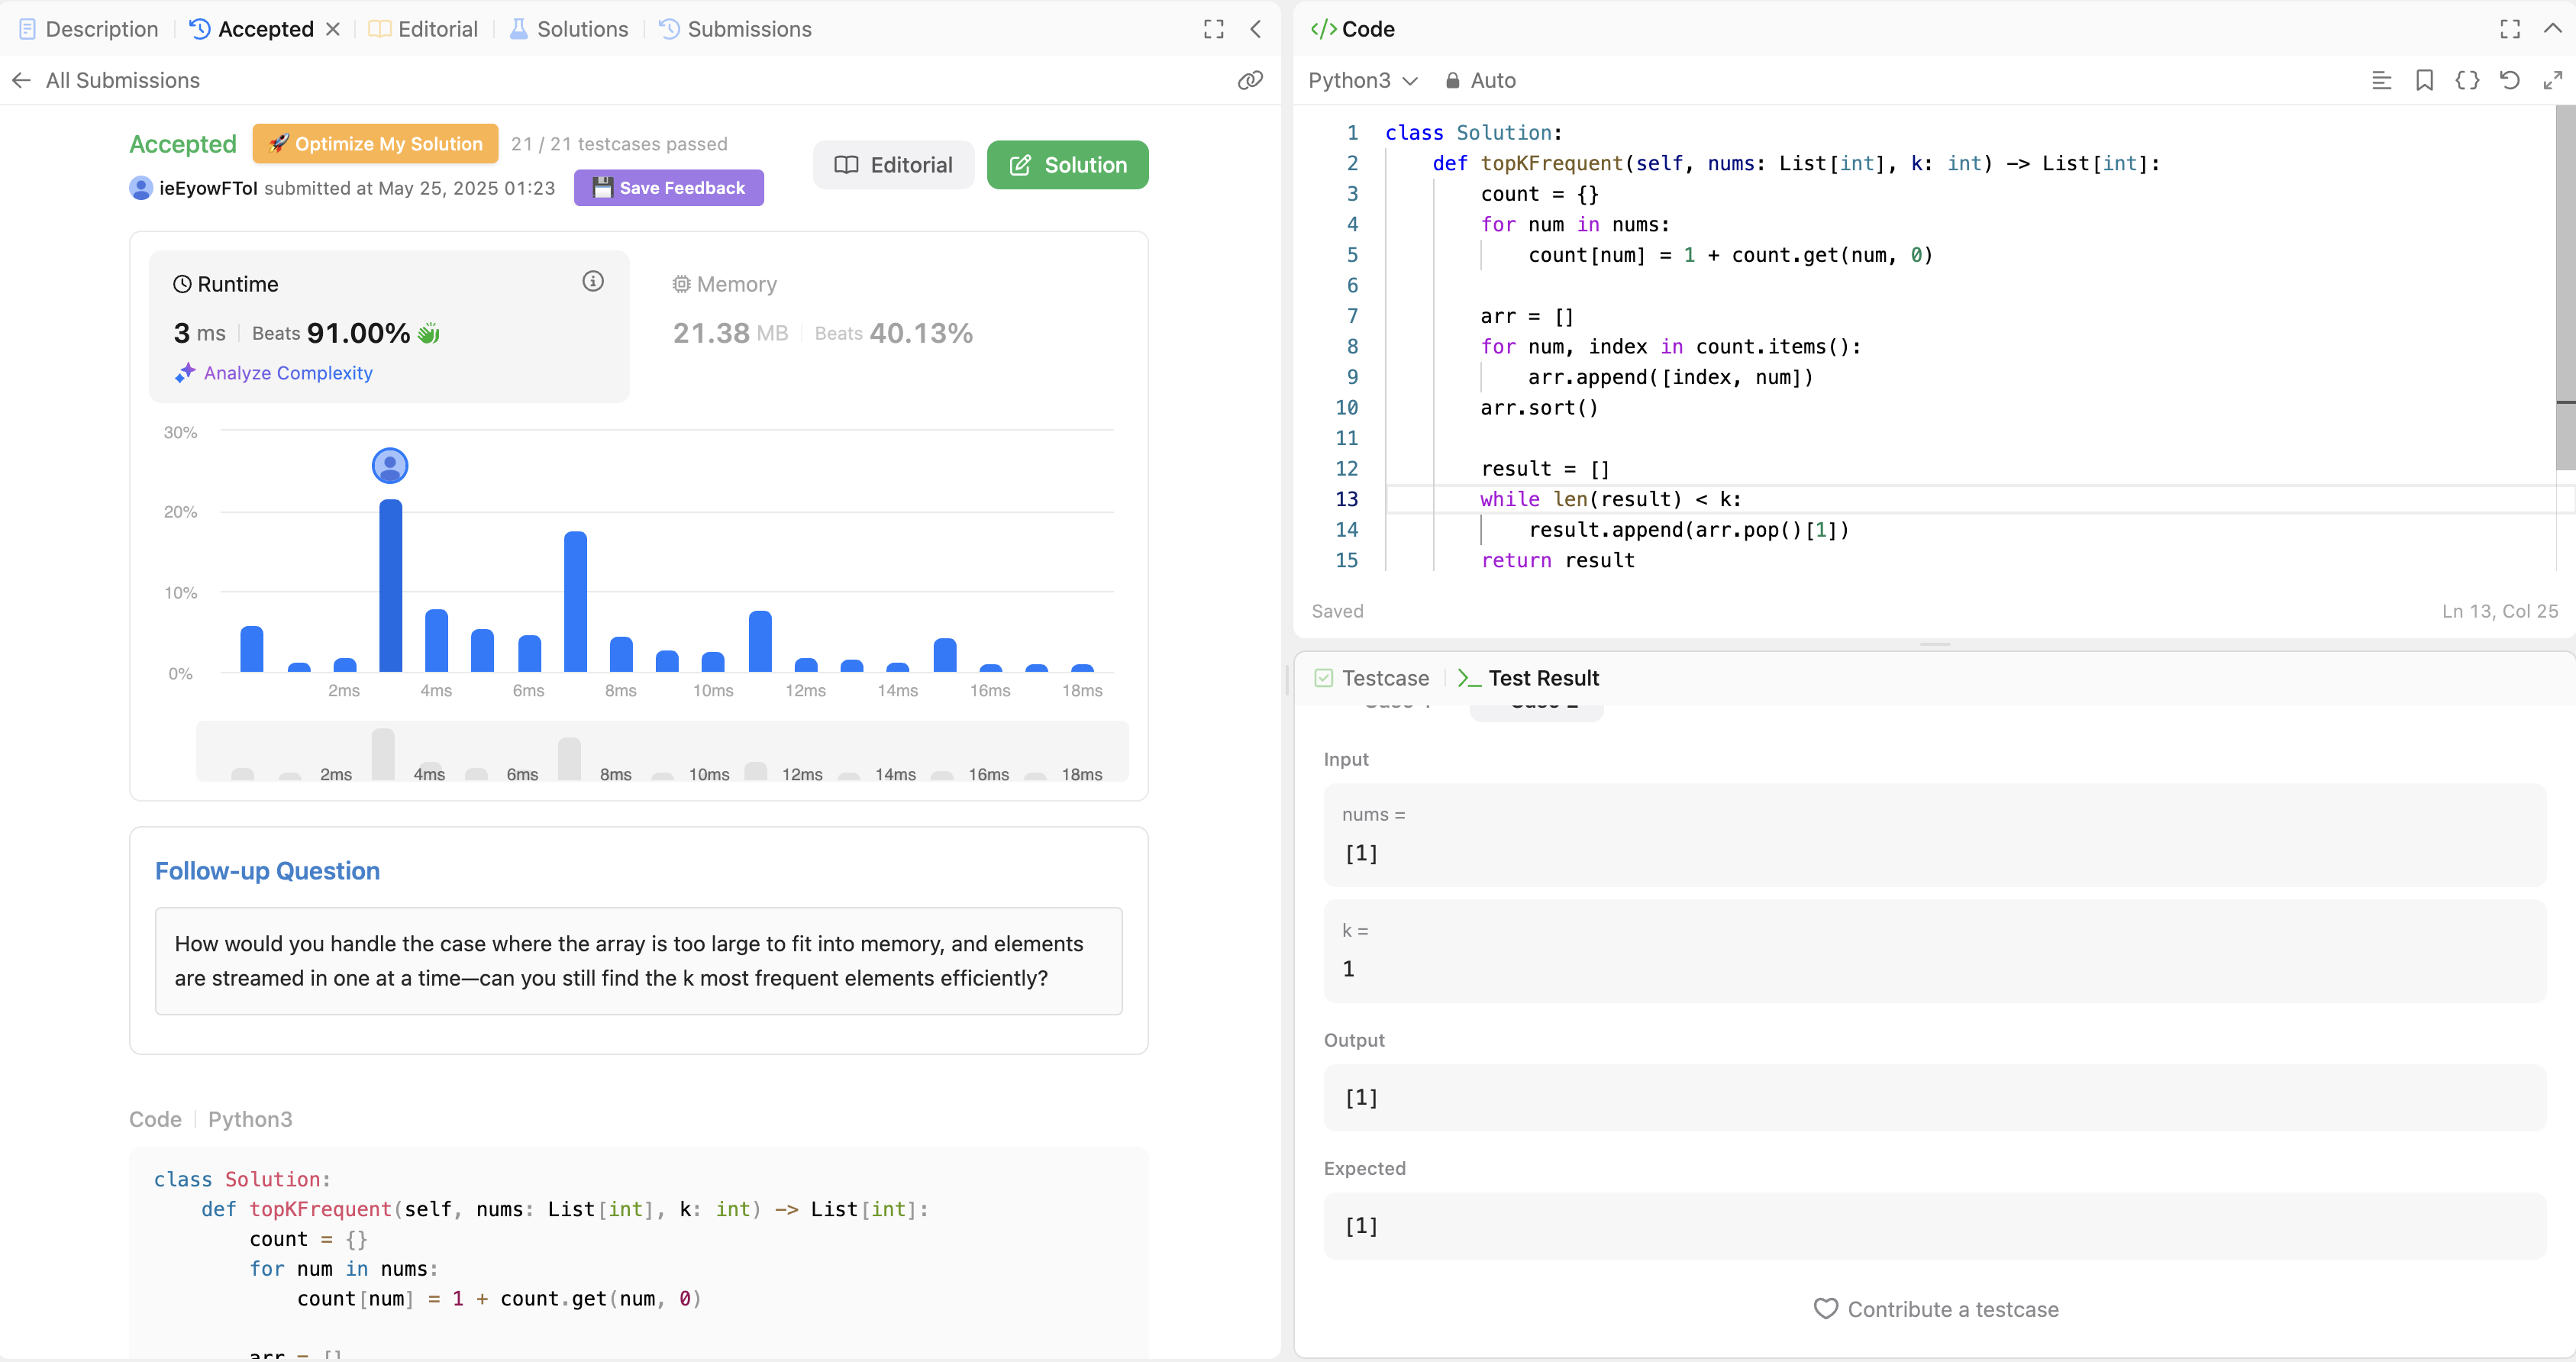 Description
Accepted
Editorial
Solutions
Submissions
All Submissions
Accepted
🚀 Optimize My Solution
21 / 21 testcases passed
ieEyowFToI submitted at May 25, 2025 01:23
💾 Save Feedback
Editorial
Solution
Runtime
3 ms
Beats 91.00%
Analyze Complexity
Memory
21.38 MB
Beats 40.13%
30%
20%
10%
0%
2ms 4ms 6ms 8ms 10ms 12ms 14ms 16ms 18ms
2ms 4ms 6ms 8ms 10ms 12ms 14ms 16ms 18ms
Follow-up Question
How would you handle the case where the array is too large to fit into memory, and elements
are streamed in one at a time—can you still find the k most frequent elements efficiently?
Code | Python3
class Solution:
    def topKFrequent(self, nums: List[int], k: int) -> List[int]:
        count = {}
        for num in nums:
            count[num] = 1 + count.get(num, 0)
        arr = []
</> Code
Python3
Auto
1 class Solution:
2     def topKFrequent(self, nums: List[int], k: int) -> List[int]:
3         count = {}
4         for num in nums:
5             count[num] = 1 + count.get(num, 0)
6
7         arr = []
8         for num, index in count.items():
9             arr.append([index, num])
10         arr.sort()
11
12         result = []
13         while len(result) < k:
14             result.append(arr.pop()[1])
15         return result
Saved
Ln 13, Col 25
Testcase
>_ Test Result
Input
nums =
[1]
k =
1
Output
[1]
Expected
[1]
Contribute a testcase